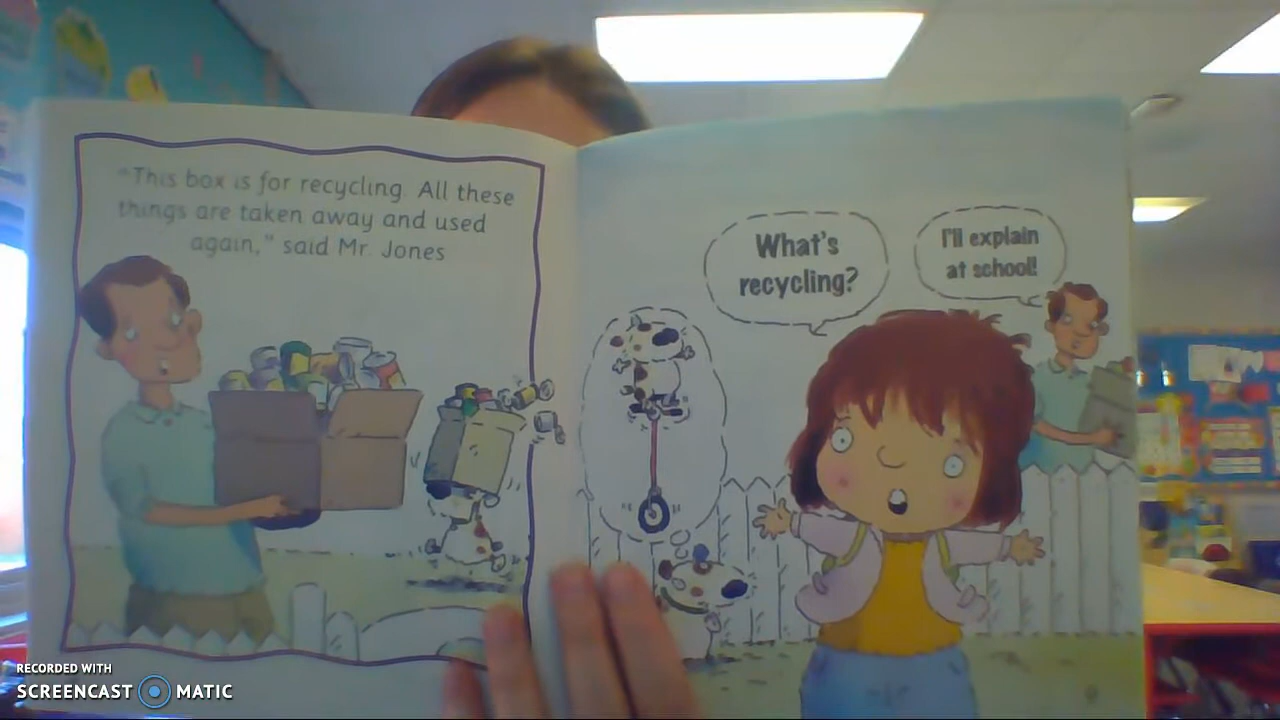 "This box is for recycling. All these
things are taken away and used
again," said Mr. Jones
What's
recycling?
I'll explain
at school!
RECORDED WITH
SCREENCAST MATIC